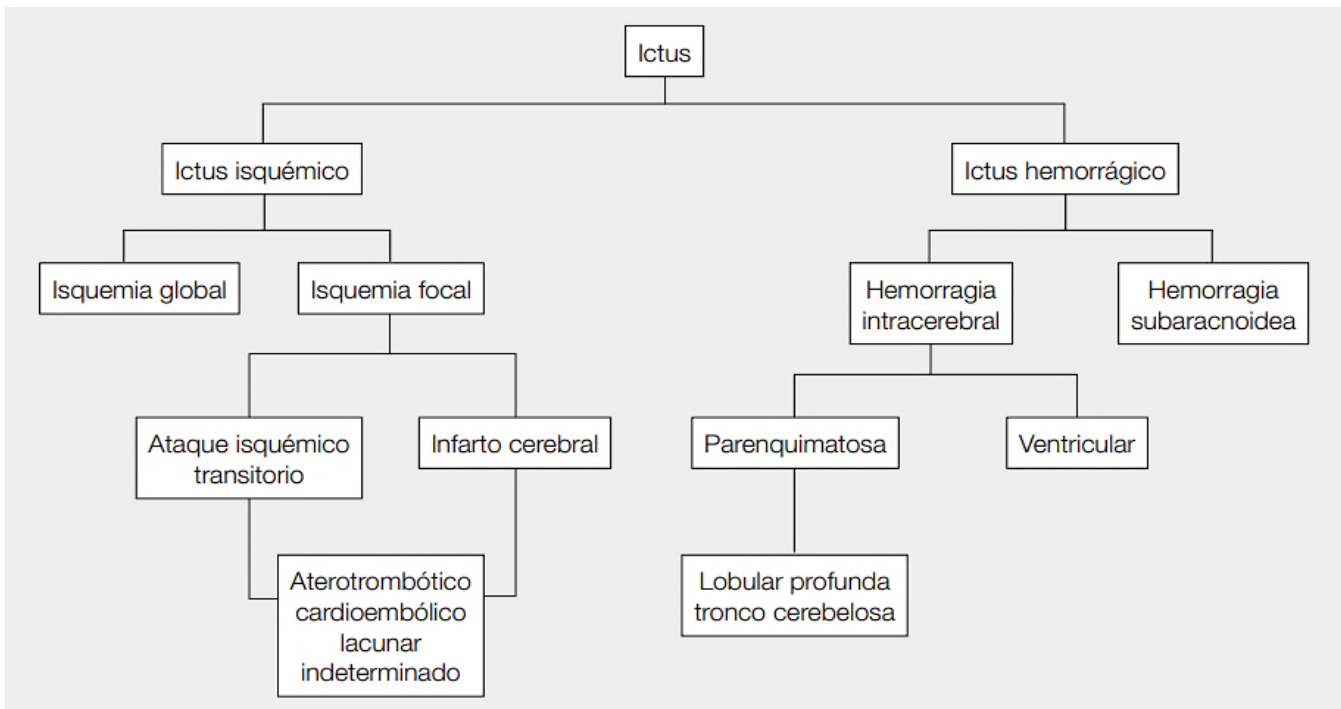 Ictus
Ictus isquémico
Ictus hemorrágico
Isquemia global
Isquemia focal
Hemorragia
intracerebral
Hemorragia
subaracnoidea
Ataque isquémico
transitorio
Infarto cerebral
Parenquimatosa
Ventricular
Aterotrombótico
cardioembólico
lacunar
indeterminado
Lobular profunda
tronco cerebelosa